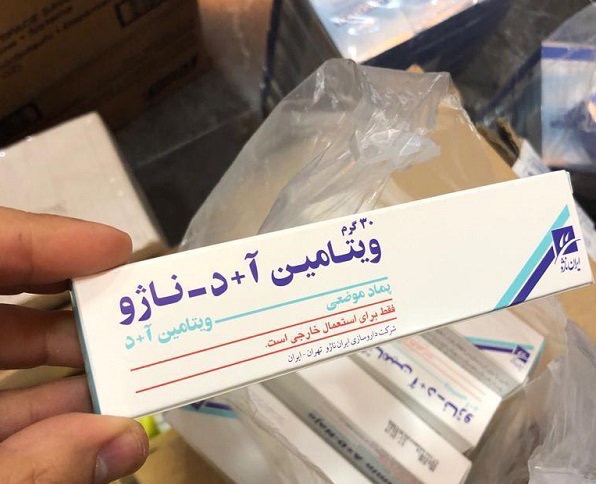 ۳۰ گرم
ویتامین آ+د-ناژو
پماد موضعی
ویتامین آ+د
فقط برای استعمال خارجی است.
شرکت داروسازی ایران ناژو تهران - ایران
ایران ناژو
آ+د-ناژو